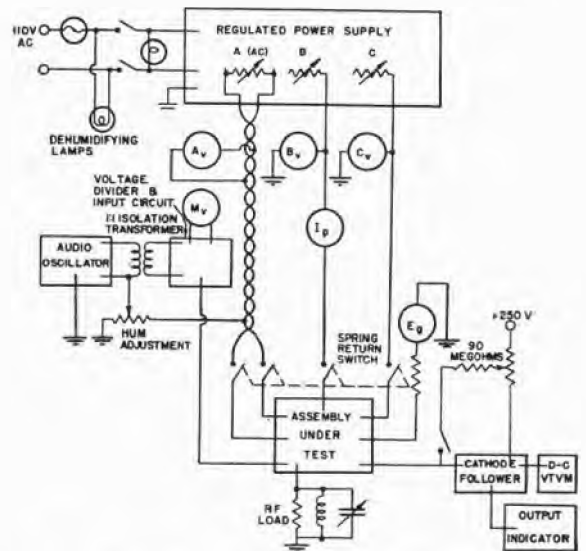 REGULATED POWER SUPPLY
110V
AC
A (AC)
B
C
DEHUMIDIFYING
LAMPS
Av
Bv
Cv
VOLTAGE
DIVIDER &
INPUT CIRCUIT
1:1 ISOLATION
TRANSFORMER
Mv
Ip
AUDIO
OSCILLATOR
HUM
ADJUSTMENT
Eg
+250 V
SPRING
RETURN
SWITCH
90
MEGOHMS
ASSEMBLY
UNDER
TEST
CATHODE
FOLLOWER
D-C
VTVM
RF
LOAD
OUTPUT
INDICATOR